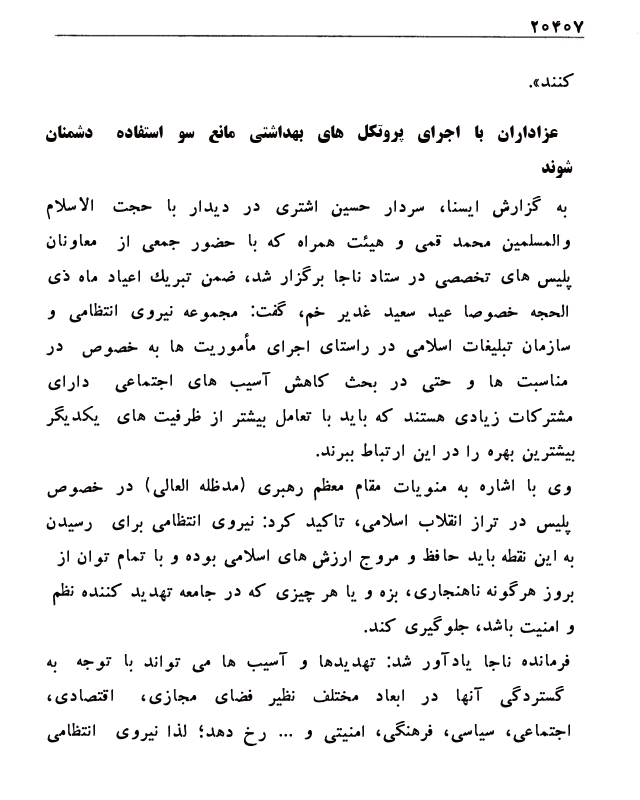 ۲۰۴۰۷
کنند».
عزاداران با اجرای پروتکل های بهداشتی مانع سو استفاده دشمنان
شوند
به گزارش ایسنا، سردار حسین اشتری در دیدار با حجت الاسلام
والمسلمین محمد قمی و هیئت همراه که با حضور جمعی از معاونان
پلیس های تخصصی در ستاد ناجا برگزار شد، ضمن تبریك اعیاد ماه ذی
الحجه خصوصا عید سعید غدیر خم، گفت: مجموعه نیروی انتظامی و
سازمان تبلیغات اسلامی در راستای اجرای مأموریت ها به خصوص در
مناسبت ها و حتی در بحث کاهش آسیب های اجتماعی دارای
مشترکات زیادی هستند که باید با تعامل بیشتر از ظرفیت های یکدیگر
بیشترین بهره را در این ارتباط ببرند.
وی با اشاره به منویات مقام معظم رهبری (مدظله العالی) در خصوص
پلیس در تراز انقلاب اسلامی، تاکید کرد: نیروی انتظامی برای رسیدن
به این نقطه باید حافظ و مروج ارزش های اسلامی بوده و با تمام توان از
بروز هرگونه ناهنجاری، بزه و یا هر چیزی که در جامعه تهدید کننده نظم
و امنیت باشد، جلوگیری کند.
فرمانده ناجا یادآور شد: تهدیدها و آسیب ها می تواند با توجه به
گستردگی آنها در ابعاد مختلف نظیر فضای مجازی، اقتصادی،
اجتماعی، سیاسی، فرهنگی، امنیتی و ... رخ دهد؛ لذا نیروی انتظامی